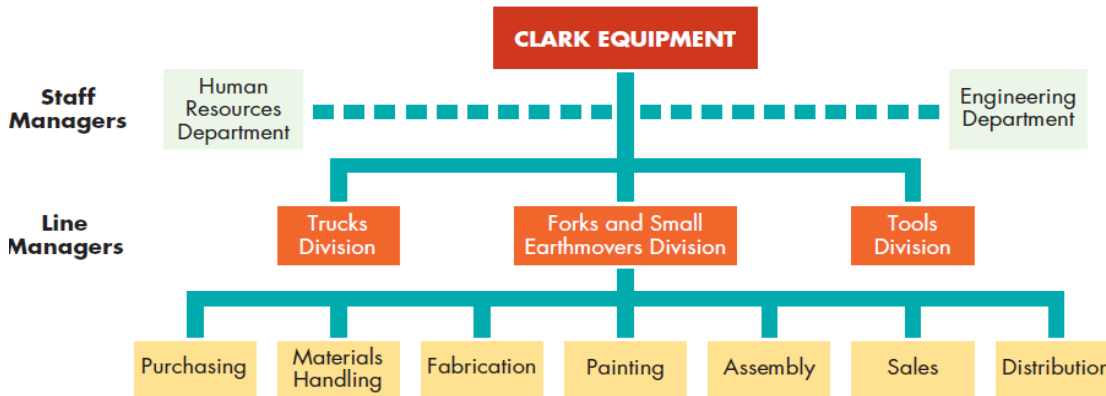 CLARK EQUIPMENT
Staff
Managers
Human
Resources
Department
Engineering
Department
Line
Managers
Trucks
Division
Forks and Small
Earthmovers Division
Tools
Division
Purchasing
Materials
Handling
Fabrication
Painting
Assembly
Sales
Distribution